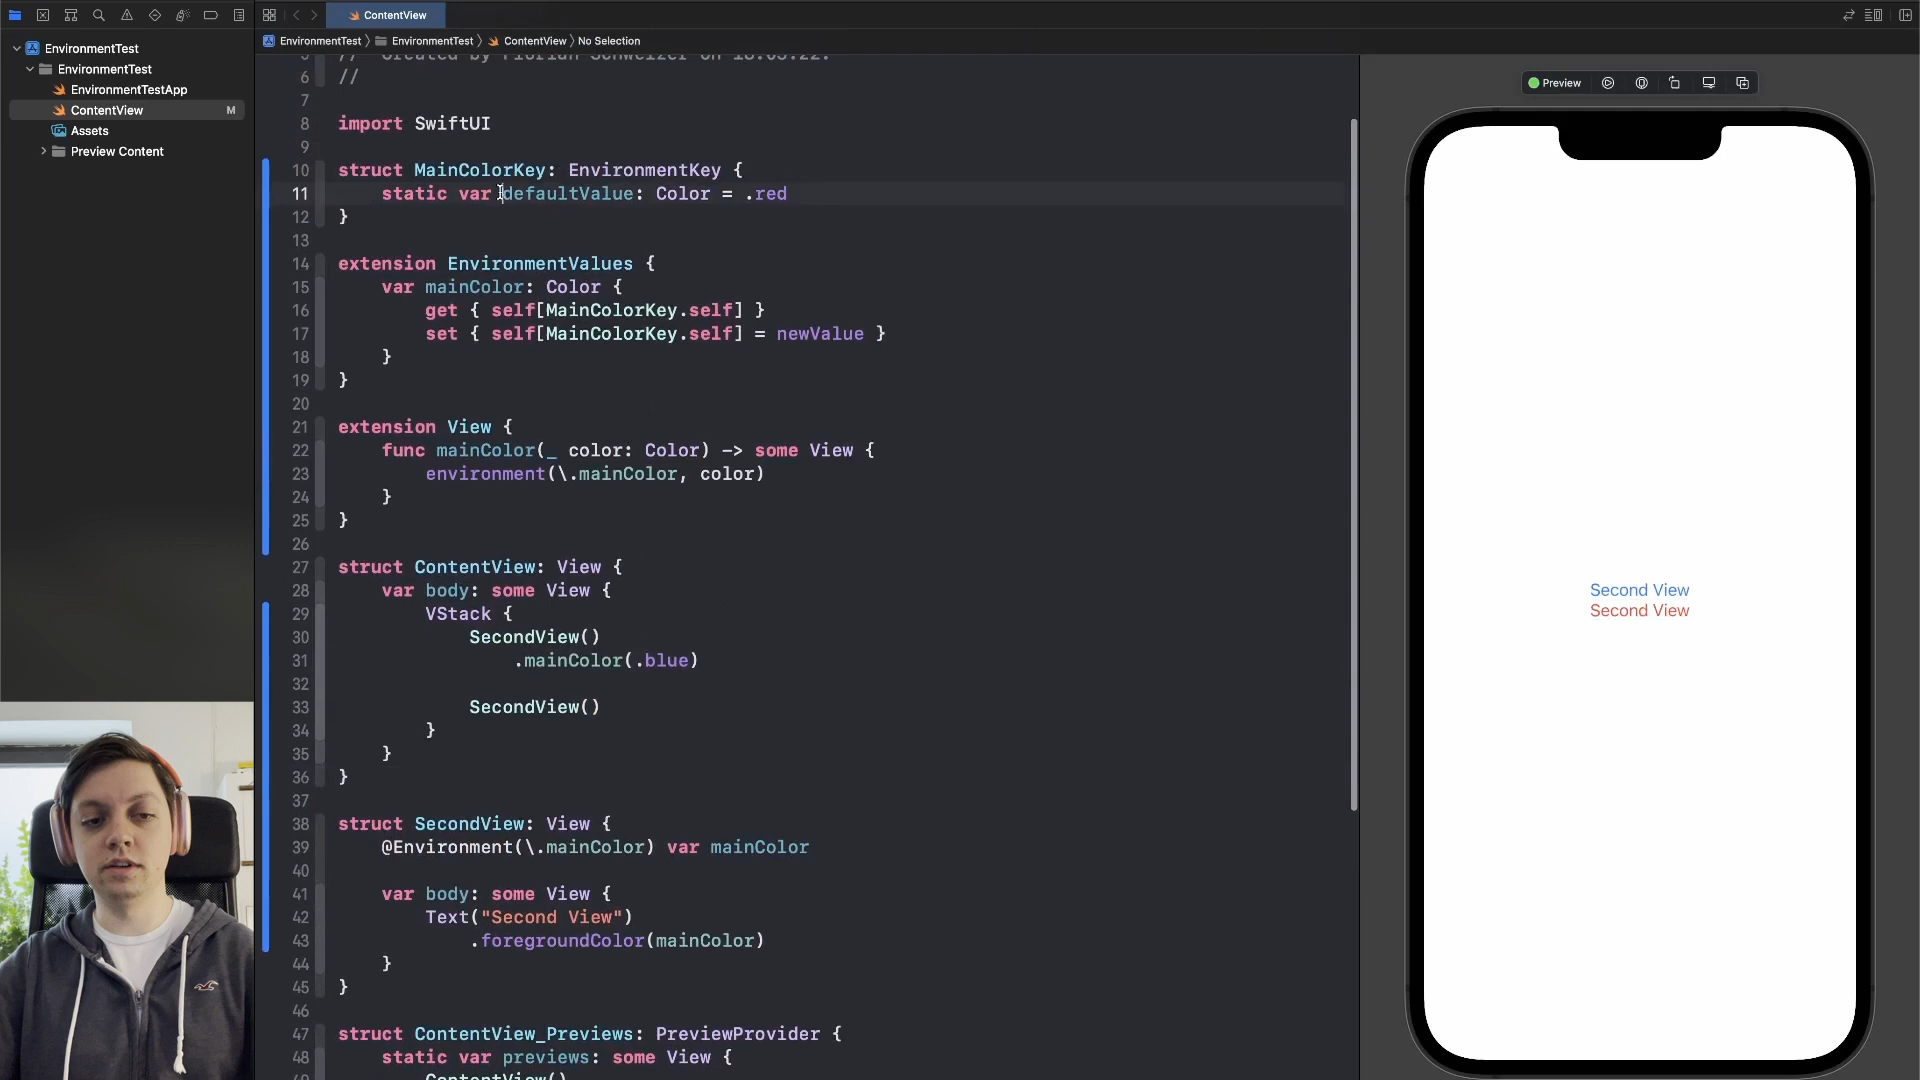 ContentView
EnvironmentTest
EnvironmentTest
EnvironmentTestApp
ContentView M
Assets
Preview Content
EnvironmentTest EnvironmentTest ContentView No Selection
6 //
7
8 import SwiftUI
9
10 struct MainColorKey: EnvironmentKey {
11 static var defaultValue: Color = .red
12 }
13
14 extension EnvironmentValues {
15 var mainColor: Color {
16 get { self[MainColorKey.self] }
17 set { self[MainColorKey.self] = newValue }
18 }
19 }
20
21 extension View {
22 func mainColor(_ color: Color) -> some View {
23 environment(\.mainColor, color)
24 }
25 }
26
27 struct ContentView: View {
28 var body: some View {
29 VStack {
30 SecondView()
31 .mainColor(.blue)
32
33 SecondView()
34 }
35 }
36 }
37
38 struct SecondView: View {
39 @Environment(\.mainColor) var mainColor
40
41 var body: some View {
42 Text("Second View")
43 .foregroundColor(mainColor)
44 }
45 }
46
47 struct ContentView_Previews: PreviewProvider {
48 static var previews: some View {
ContentView()
Preview
Second View
Second View